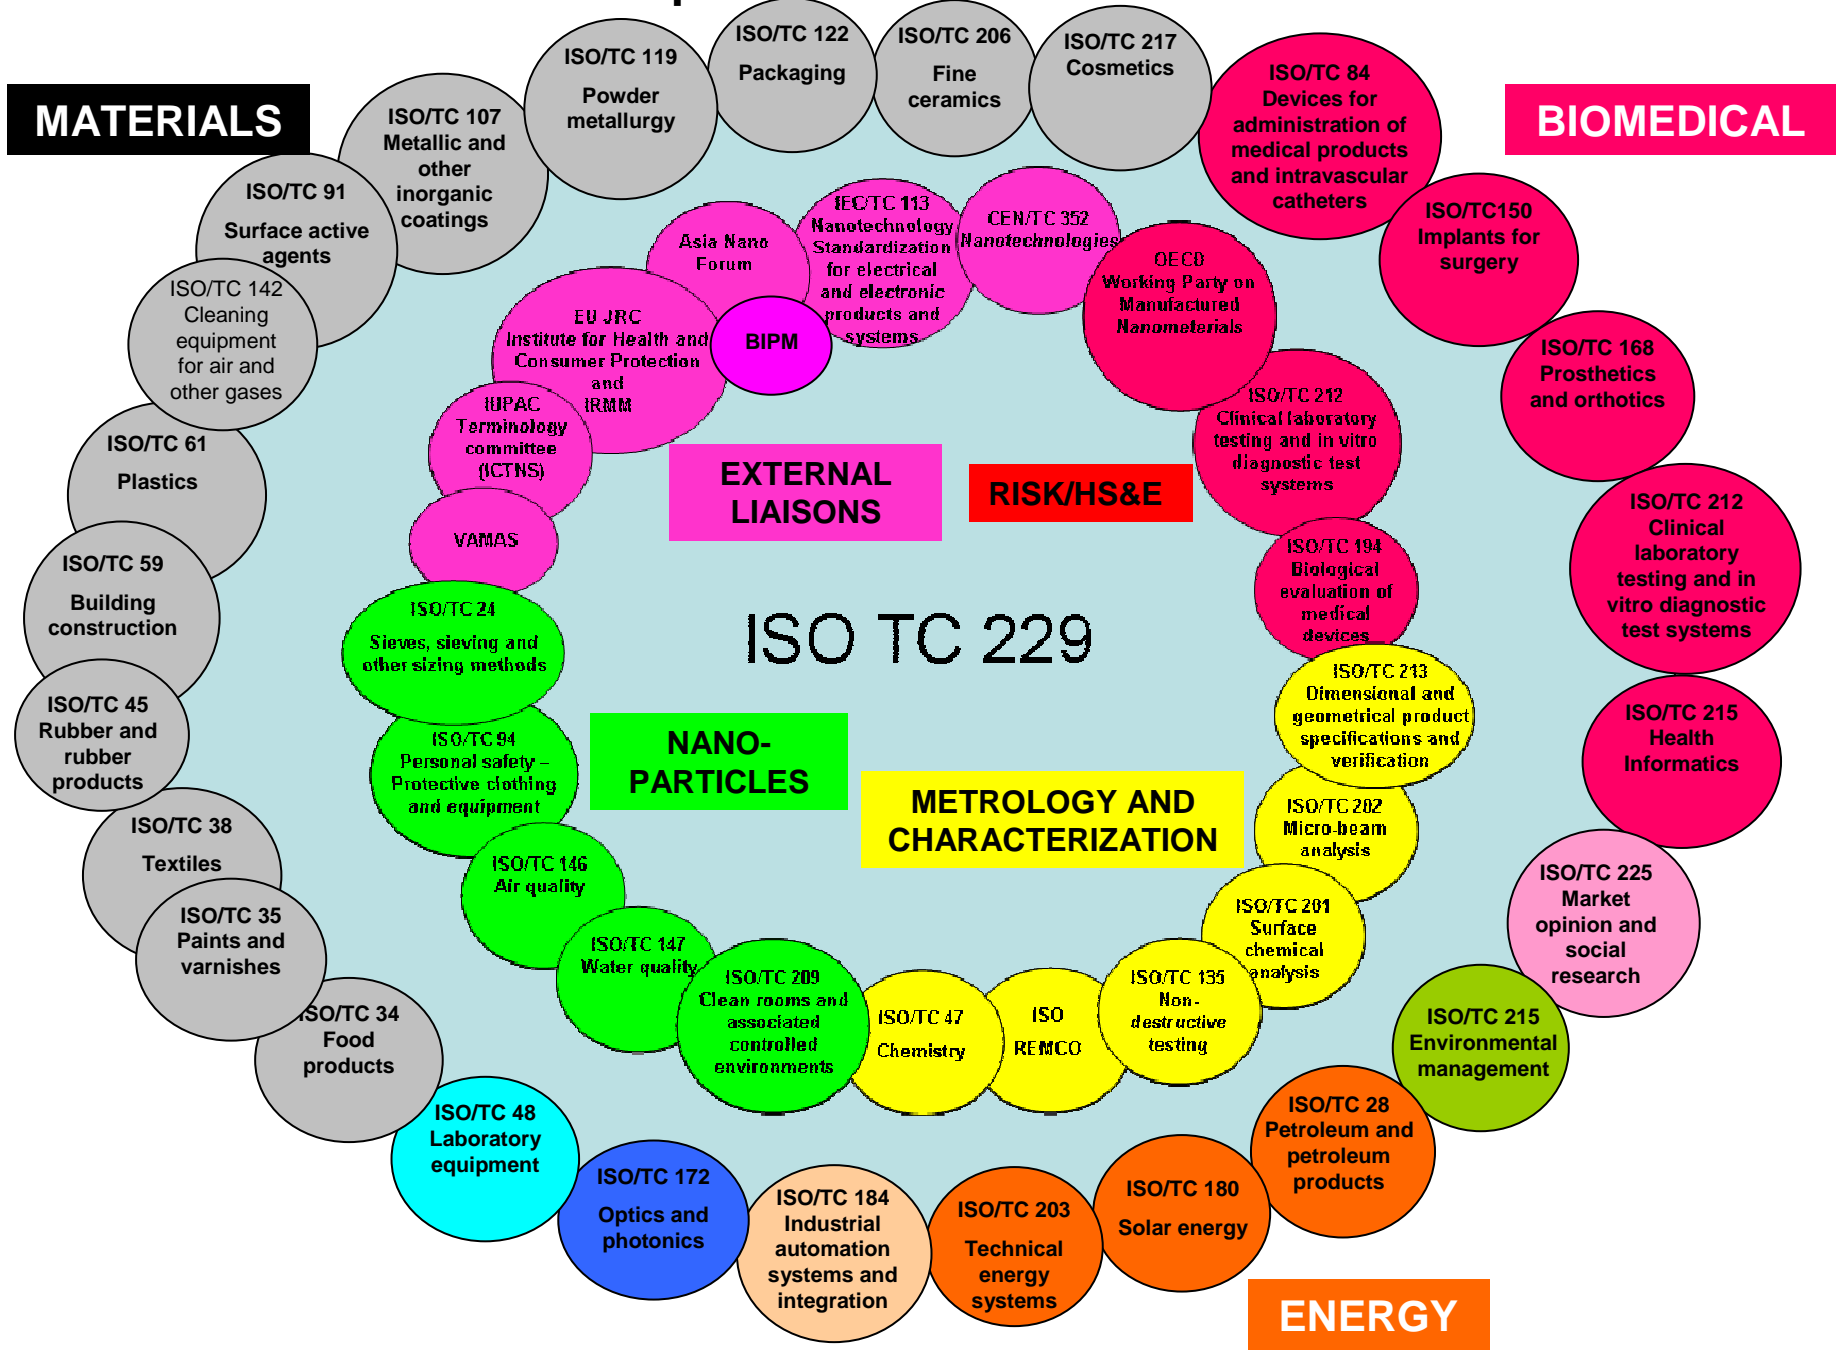 MATERIALS
BIOMEDICAL
ENERGY
EXTERNAL
LIAISONS
RISK/HS&E
ISO TC 229
NANO-
PARTICLES
METROLOGY AND
CHARACTERIZATION
ISO/TC 122
Packaging
ISO/TC 206
Fine
ceramics
ISO/TC 217
Cosmetics
ISO/TC 84
Devices for
administration of
medical products
and intravascular
catheters
ISO/TC150
Implants for
surgery
ISO/TC 168
Prosthetics
and orthotics
ISO/TC 212
Clinical
laboratory
testing and in
vitro diagnostic
test systems
ISO/TC 215
Health
Informatics
ISO/TC 225
Market
opinion and
social
research
ISO/TC 215
Environmental
management
ISO/TC 28
Petroleum and
petroleum
products
ISO/TC 180
Solar energy
ISO/TC 203
Technical
energy
systems
ISO/TC 184
Industrial
automation
systems and
integration
ISO/TC 172
Optics and
photonics
ISO/TC 48
Laboratory
equipment
ISO/TC 34
Food
products
ISO/TC 35
Paints and
varnishes
ISO/TC 38
Textiles
ISO/TC 45
Rubber and
rubber
products
ISO/TC 59
Building
construction
ISO/TC 61
Plastics
ISO/TC 142
Cleaning
equipment
for air and
other gases
ISO/TC 91
Surface active
agents
ISO/TC 107
Metallic and
other
inorganic
coatings
ISO/TC 119
Powder
metallurgy
Asia Nano
Forum
IEC/TC 113
Nanotechnology
Standardization
for electrical
and electronic
products and
systems
CEN/TC 352
Nanotechnologies
OECD
Working Party on
Manufactured
Nanometerials
ISO/TC 212
Clinical laboratory
testing and in vitro
diagnostic test
systems
ISO/TC 194
Biological
evaluation of
medical
devices
ISO/TC 213
Dimensional and
geometrical product
specifications and
verification
ISO/TC 202
Micro-beam
analysis
ISO/TC 201
Surface
chemical
analysis
ISO/TC 135
Non-
destructive
testing
ISO
REMCO
ISO/TC 47
Chemistry
ISO/TC 209
Clean rooms and
associated
controlled
environments
ISO/TC 147
Water quality
ISO/TC 146
Air quality
ISO/TC 94
Personal safety –
Protective clothing
and equipment
ISO/TC 24
Sieves, sieving and
other sizing methods
VAMAS
IUPAC
Terminology
committee
(ICTNS)
EU JRC
Institute for Health and
Consumer Protection
and
IRMM
BIPM